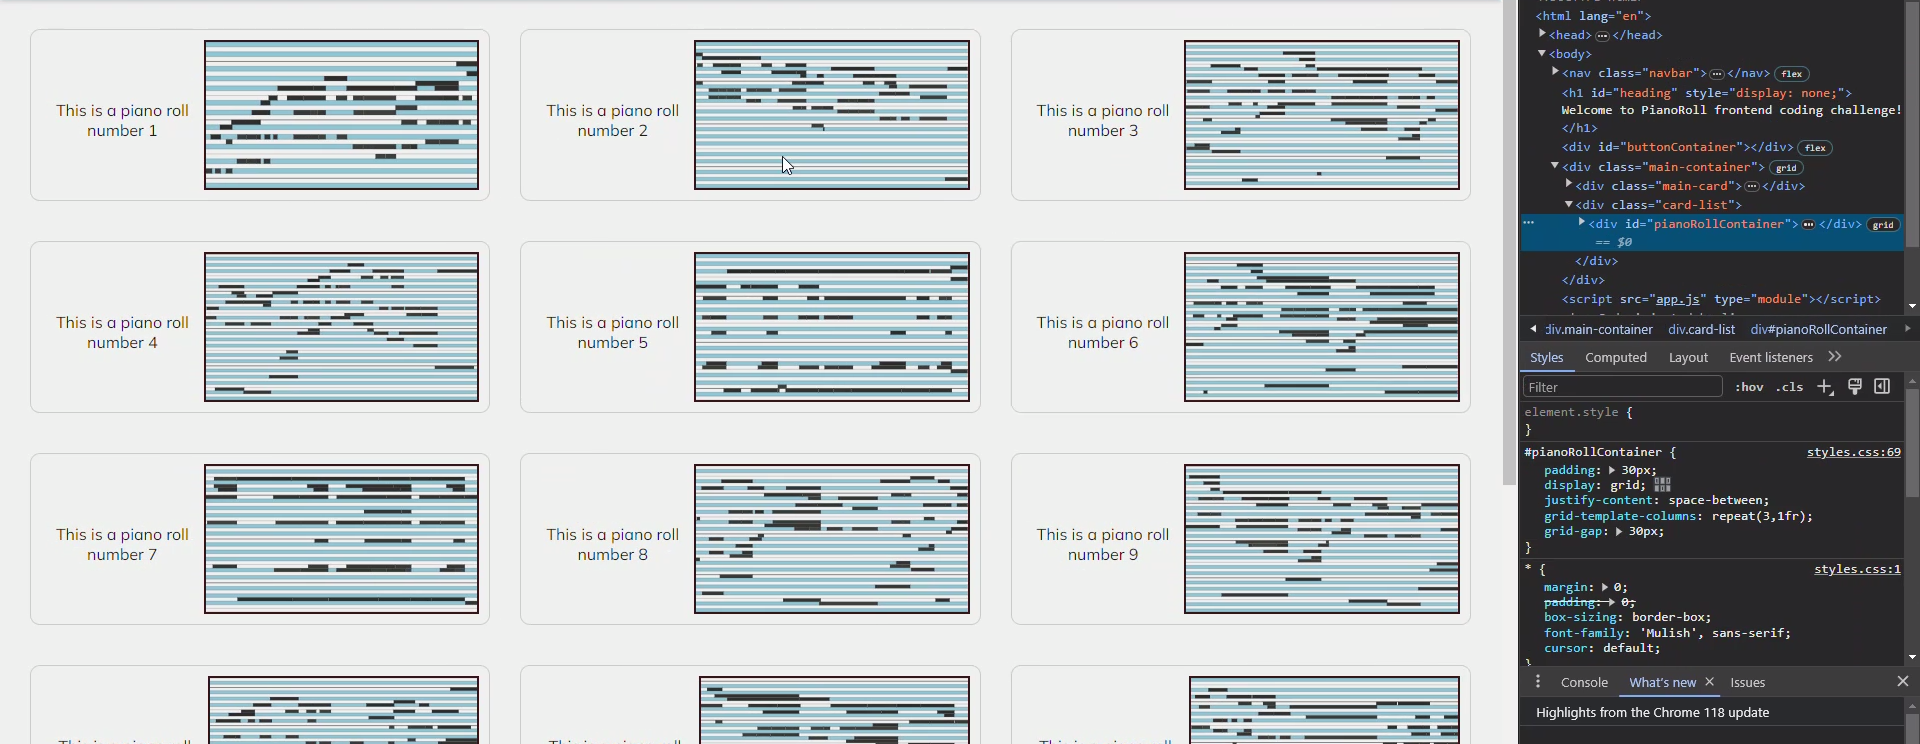 This is a piano roll
number 1
This is a piano roll
number 2
This is a piano roll
number 3
This is a piano roll
number 4
This is a piano roll
number 5
This is a piano roll
number 6
This is a piano roll
number 7
This is a piano roll
number 8
This is a piano roll
number 9
<html lang="en">
<head> </head>
<body>
<nav class="navbar"> </nav> flex
<h1 id="heading" style="display: none;">
Welcome to PianoRoll frontend coding challenge!
</h1>
<div id="buttonContainer"></div> flex
<div class="main-container"> grid
<div class="main-card"> </div>
<div class="card-list">
<div id="pianoRollContainer"> </div> grid
== $0
</div>
</div>
<script src="app.js" type="module"></script>
div.main-container div.card-list div#pianoRollContainer
Styles Computed Layout Event listeners
Filter :hov .cls
element.style {
}
#pianoRollContainer { styles.css:69
padding: 30px;
display: grid;
justify-content: space-between;
grid-template-columns: repeat(3,1fr);
grid-gap: 30px;
}
* { styles.css:1
margin: 0;
padding: 0;
box-sizing: border-box;
font-family: 'Mulish', sans-serif;
cursor: default;
}
Console What's new Issues
Highlights from the Chrome 118 update